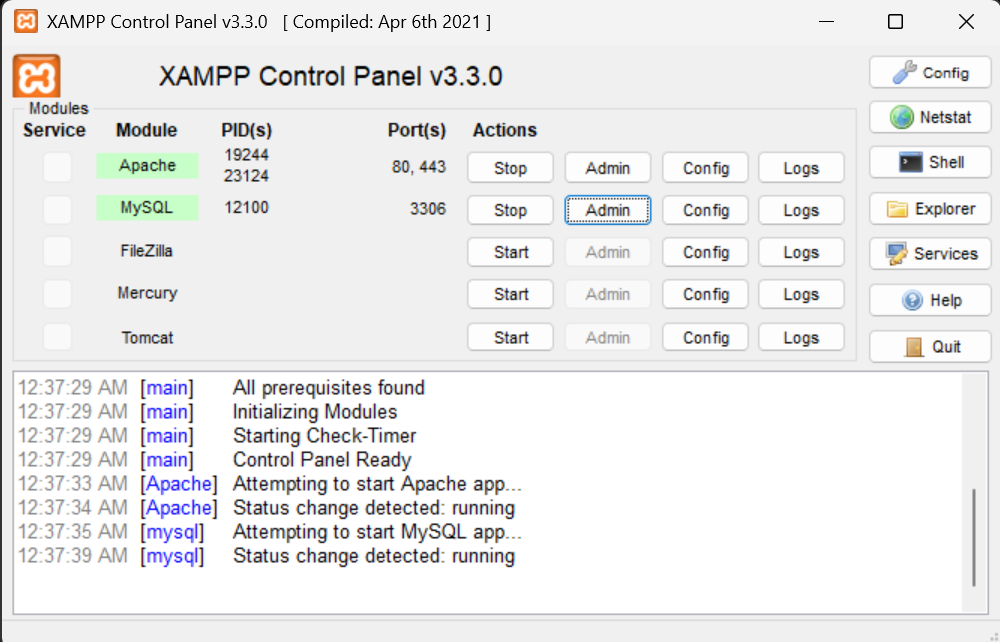 XAMPP Control Panel v3.3.0 [ Compiled: Apr 6th 2021 ]
XAMPP Control Panel v3.3.0
Config
Modules
Service Module PID(s) Port(s) Actions
Netstat
Apache 19244 23124 80, 443 Stop Admin Config Logs
Shell
MySQL 12100 3306 Stop Admin Config Logs
Explorer
FileZilla Start Admin Config Logs
Services
Mercury Start Admin Config Logs
Help
Tomcat Start Admin Config Logs
Quit
12:37:29 AM [main] All prerequisites found
12:37:29 AM [main] Initializing Modules
12:37:29 AM [main] Starting Check-Timer
12:37:29 AM [main] Control Panel Ready
12:37:33 AM [Apache] Attempting to start Apache app...
12:37:34 AM [Apache] Status change detected: running
12:37:35 AM [mysql] Attempting to start MySQL app...
12:37:39 AM [mysql] Status change detected: running